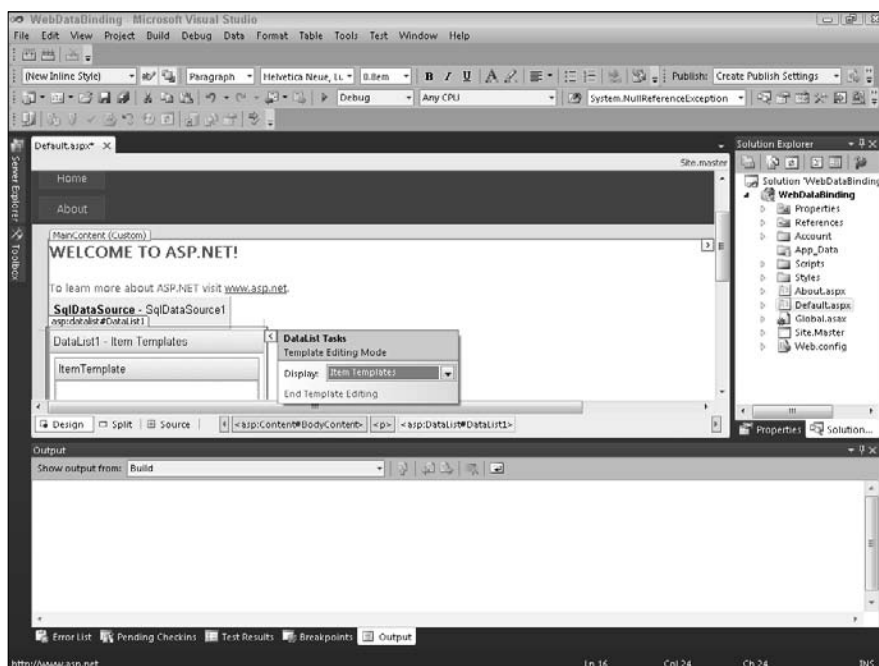 WebDataBinding - Microsoft Visual Studio
File Edit View Project Build Debug Data Format Table Tools Test Window Help
(New Inline Style) Paragraph Helvetica Neue, Lu 0.8em B I U A Publish: Create Publish Settings
Debug Any CPU System.NullReferenceException
Default.aspx* X
Solution Explorer
Site.master
Server Explorer
Toolbox
Home
About
MainContent (Custom)
WELCOME TO ASP.NET!
To learn more about ASP.NET visit www.asp.net.
SqlDataSource - SqlDataSource1
asp:datalist#DataList1
DataList1 - Item Templates
ItemTemplate
DataList Tasks
Template Editing Mode
Display: Item Templates
End Template Editing
Solution 'WebDataBinding
WebDataBinding
Properties
References
Account
App_Data
Scripts
Styles
About.aspx
Default.aspx
Global.asax
Site.Master
Web.config
Design Split Source <asp:Content#BodyContent> <p> <asp:DataList#DataList1>
Properties Solution...
Output
Show output from: Build
Error List Pending Checkins Test Results Breakpoints Output
http://www.asp.net Ln 16 Col 24 Ch 24 INS